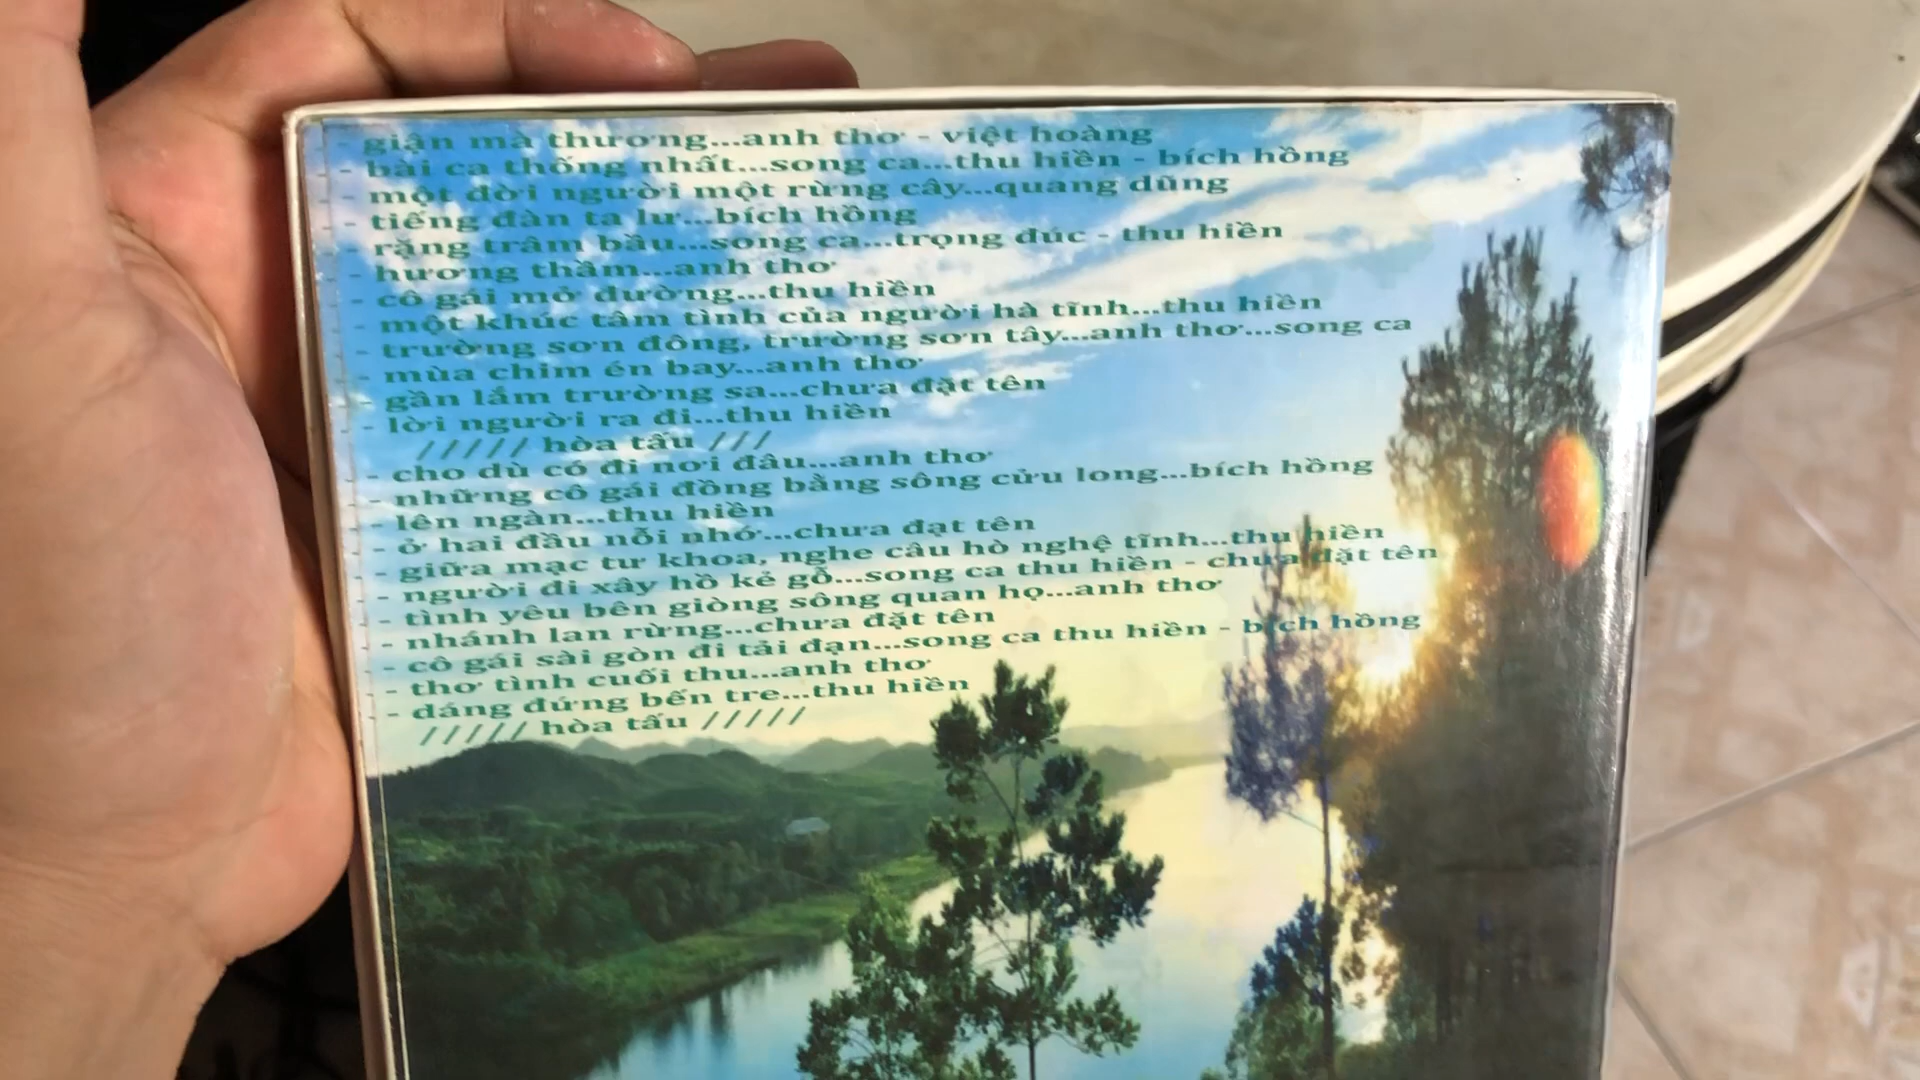 - giận mà thương...anh thơ - việt hoàng
- bài ca thống nhất...song ca...thu hiền - bích hồng
- một đời người một rừng cây...quang dũng
- tiếng đàn ta lư...bích hồng
rặng trâm bầu...song ca...trọng đúc - thu hiền
- hương thầm...anh thơ
- cô gái mở đường...thu hiền
- một khúc tâm tình của người hà tĩnh...thu hiền
- trường sơn đông, trường sơn tây...anh thơ...song ca
- mùa chim én bay...anh thơ
- gần lắm trường sa...chưa đặt tên
- lời người ra đi...thu hiền
///// hòa tấu ///
- cho dù có đi nơi đâu...anh thơ
- những cô gái đồng bằng sông cửu long...bích hồng
- lên ngàn...thu hiền
- ở hai đầu nỗi nhớ...chưa đạt tên
- giữa mạc tư khoa, nghe câu hò nghệ tĩnh...thu hiền
- người đi xây hồ kẻ gỗ...song ca thu hiền - chưa đặt tên
- tình yêu bên giòng sông quan họ...anh thơ
- nhánh lan rừng...chưa đặt tên
- cô gái sài gòn đi tải đạn...song ca thu hiền - bích hồng
- thơ tình cuối thu...anh thơ
- dáng đứng bến tre...thu hiền
///// hòa tấu /////